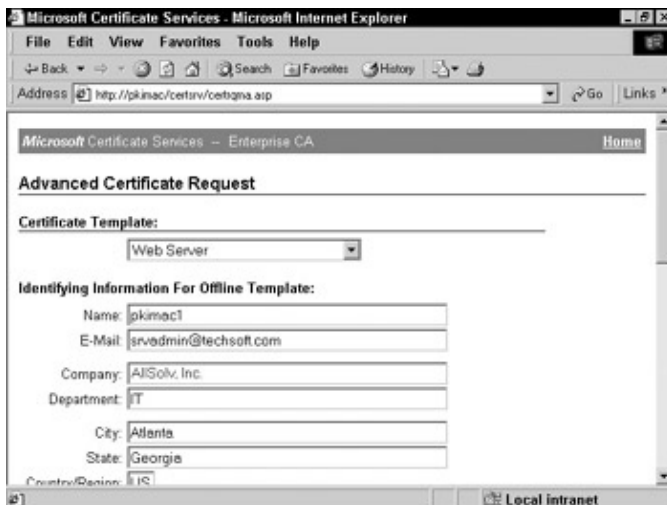 Microsoft Certificate Services - Microsoft Internet Explorer
File Edit View Favorites Tools Help
Back Search Favorites History
Address http://pkimac/certsrv/certrqma.asp Go Links
Microsoft Certificate Services -- Enterprise CA Home
Advanced Certificate Request
Certificate Template:
Web Server
Identifying Information For Offline Template:
Name: pkimac1
E-Mail: srvadmin@techsoft.com
Company: AllSolv, Inc.
Department: IT
City: Atlanta
State: Georgia
Country/Region: US
Local intranet